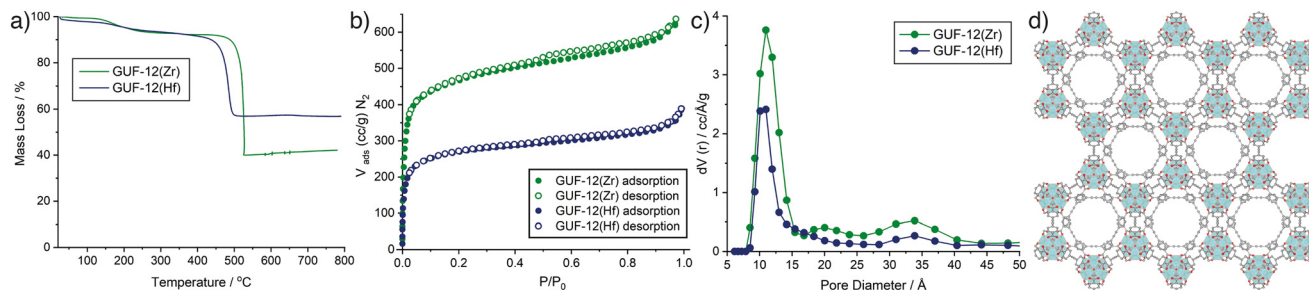 a)
100
80
60
40
20
0
Mass Loss / %
GUF-12(Zr)
GUF-12(Hf)
100 200 300 400 500 600 700 800
Temperature / °C
b)
600
500
400
300
200
100
0
V ads (cc/g) N2
GUF-12(Zr) adsorption
GUF-12(Zr) desorption
GUF-12(Hf) adsorption
GUF-12(Hf) desorption
0.0 0.2 0.4 0.6 0.8 1.0
P/P0
c)
4
3
2
1
0
dV (r) / cc/Å/g
GUF-12(Zr)
GUF-12(Hf)
5 10 15 20 25 30 35 40 45 50
Pore Diameter / Å
d)